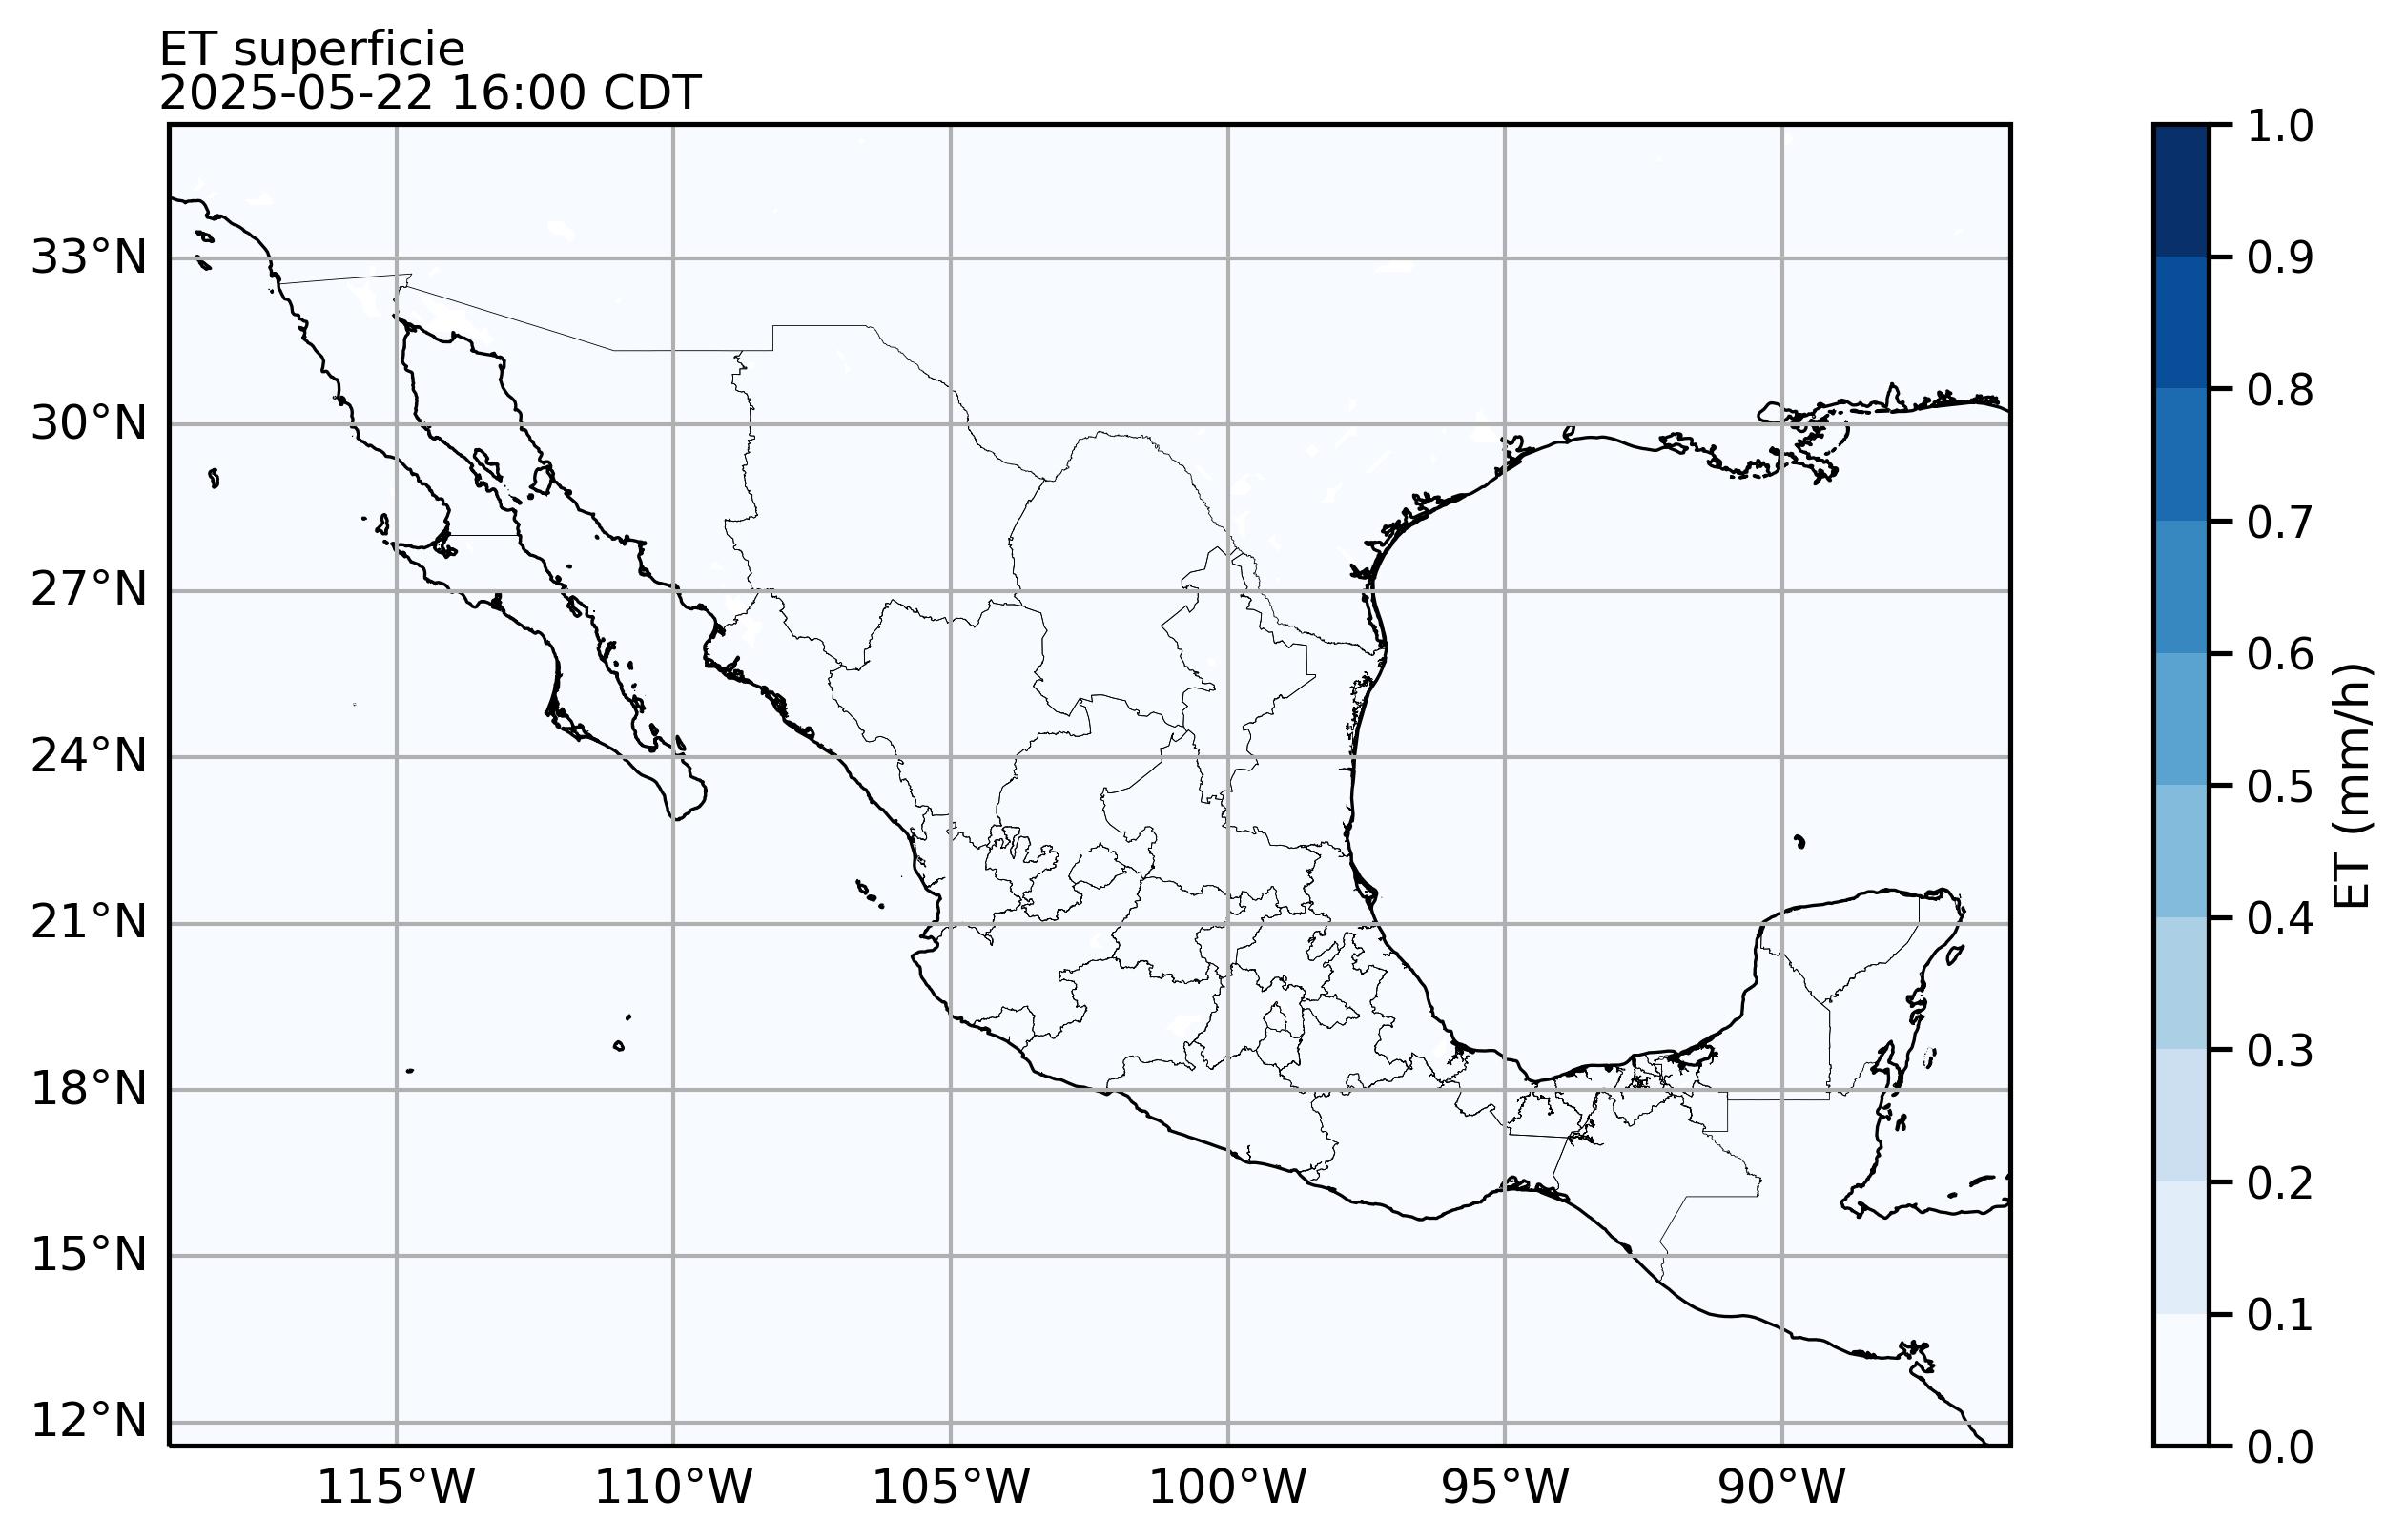 ET superficie
2025-05-22 16:00 CDT
33°N
30°N
27°N
24°N
21°N
18°N
15°N
12°N
115°W
110°W
105°W
100°W
95°W
90°W
1.0
0.9
0.8
0.7
0.6
0.5
0.4
0.3
0.2
0.1
0.0
ET (mm/h)